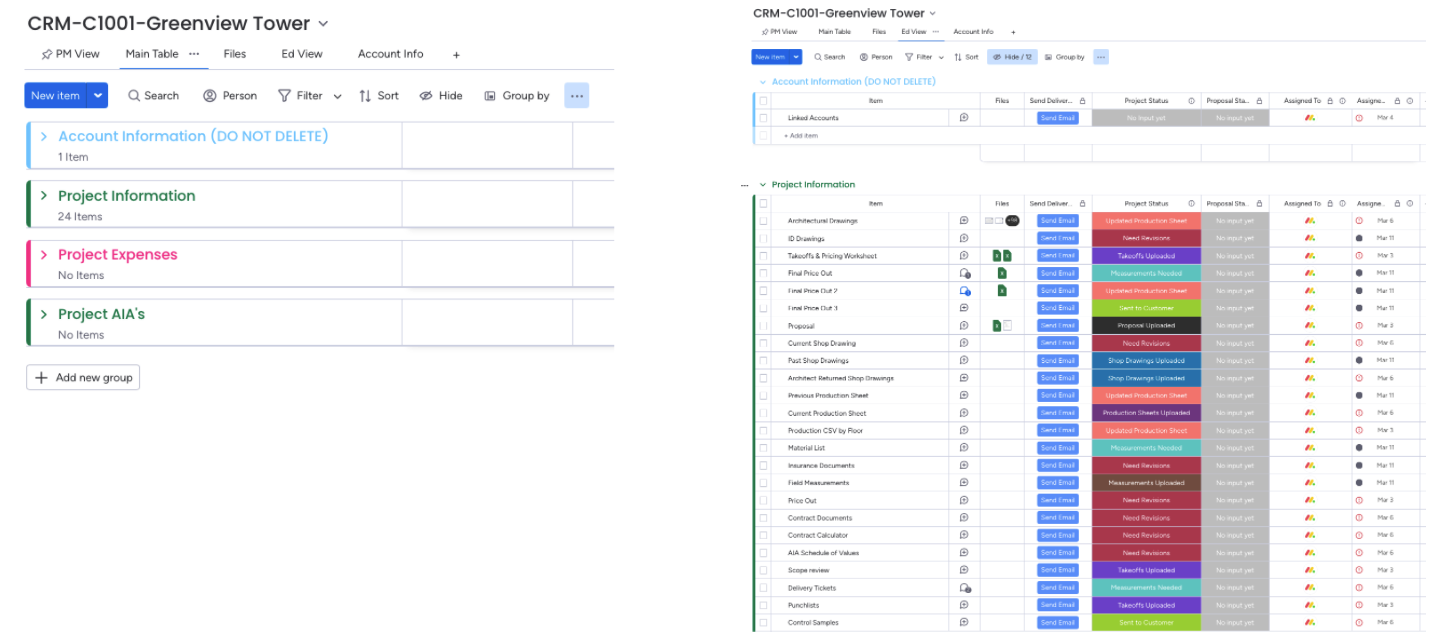 CRM-C1001-Greenview Tower
PM View Main Table ... Files Ed View Account Info +
New item Search Person Filter Sort Hide Group by ...
Account Information (DO NOT DELETE)
1 Item
Project Information
24 Items
Project Expenses
No Items
Project AIA's
No Items
+ Add new group
CRM-C1001-Greenview Tower
PM View Main Table Files Ed View ... Account Info +
New item Search Person Filter Sort Hide / 12 Group by ...
Account Information (DO NOT DELETE)
Item Files Send Deliver... Project Status Proposal Sta... Assigned To Assigne...
Linked Accounts Send Email No input yet No input yet Mar 4
+ Add item
... Project Information
Item Files Send Deliver... Project Status Proposal Sta... Assigned To Assigne...
Architectural Drawings Send Email Updated Production Sheet No input yet Mar 6
ID Drawings Send Email Need Revisions No input yet Mar 11
Takeoffs & Pricing Worksheet Send Email Takeoffs Uploaded No input yet Mar 3
Final Price Out Send Email Measurements Needed No input yet Mar 11
Final Price Out 2 Send Email Updated Production Sheet No input yet Mar 11
Final Price Out 3 Send Email Sent to Customer No input yet Mar 11
Proposal Send Email Proposal Uploaded No input yet Mar 3
Current Shop Drawing Send Email Need Revisions No input yet Mar 6
Past Shop Drawings Send Email Shop Drawings Uploaded No input yet Mar 11
Architect Returned Shop Drawings Send Email Shop Drawings Uploaded No input yet Mar 6
Previous Production Sheet Send Email Updated Production Sheet No input yet Mar 11
Current Production Sheet Send Email Production Sheets Uploaded No input yet Mar 6
Production CSV by Floor Send Email Updated Production Sheet No input yet Mar 3
Material List Send Email Measurements Needed No input yet Mar 11
Insurance Documents Send Email Need Revisions No input yet Mar 11
Field Measurements Send Email Measurements Uploaded No input yet Mar 11
Price Out Send Email Need Revisions No input yet Mar 3
Contract Documents Send Email Need Revisions No input yet Mar 6
Contract Calculator Send Email Need Revisions No input yet Mar 6
AIA Schedule of Values Send Email Need Revisions No input yet Mar 6
Scope review Send Email Takeoffs Uploaded No input yet Mar 3
Delivery Tickets Send Email Measurements Needed No input yet Mar 6
Punchlists Send Email Takeoffs Uploaded No input yet Mar 3
Control Samples Send Email Sent to Customer No input yet Mar 6